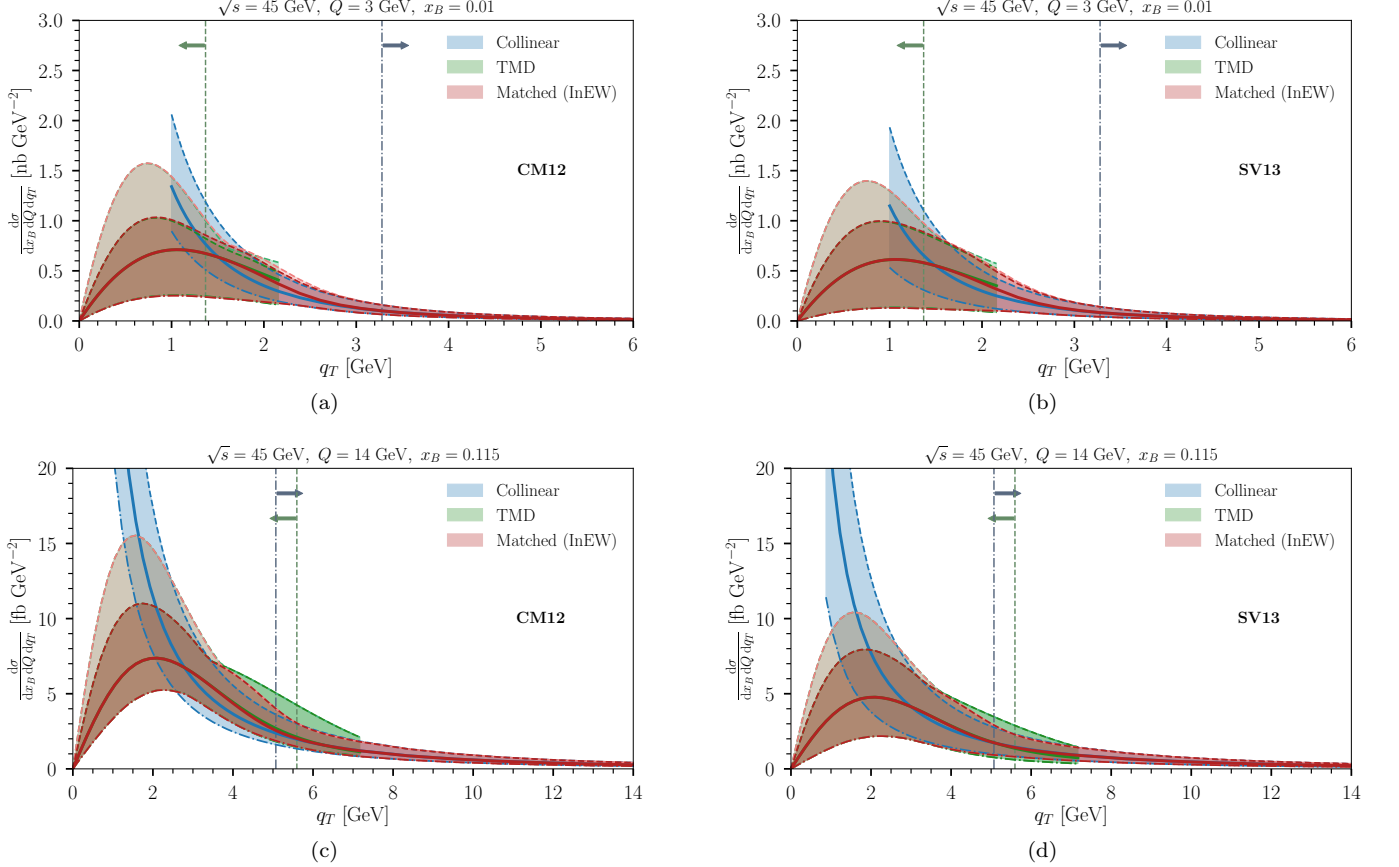 √s = 45 GeV, Q = 3 GeV, x_B = 0.01
3.0
2.5
2.0
1.5
1.0
0.5
0.0
dσ/dx_B dQ dq_T [nb GeV⁻²]
Collinear
TMD
Matched (InEW)
CM12
0 1 2 3 4 5 6
q_T [GeV]
(a)
√s = 45 GeV, Q = 3 GeV, x_B = 0.01
3.0
2.5
2.0
1.5
1.0
0.5
0.0
dσ/dx_B dQ dq_T [nb GeV⁻²]
Collinear
TMD
Matched (InEW)
SV13
0 1 2 3 4 5 6
q_T [GeV]
(b)
√s = 45 GeV, Q = 14 GeV, x_B = 0.115
20
15
10
5
0
dσ/dx_B dQ dq_T [fb GeV⁻²]
Collinear
TMD
Matched (InEW)
CM12
0 2 4 6 8 10 12 14
q_T [GeV]
(c)
√s = 45 GeV, Q = 14 GeV, x_B = 0.115
20
15
10
5
0
dσ/dx_B dQ dq_T [fb GeV⁻²]
Collinear
TMD
Matched (InEW)
SV13
0 2 4 6 8 10 12 14
q_T [GeV]
(d)